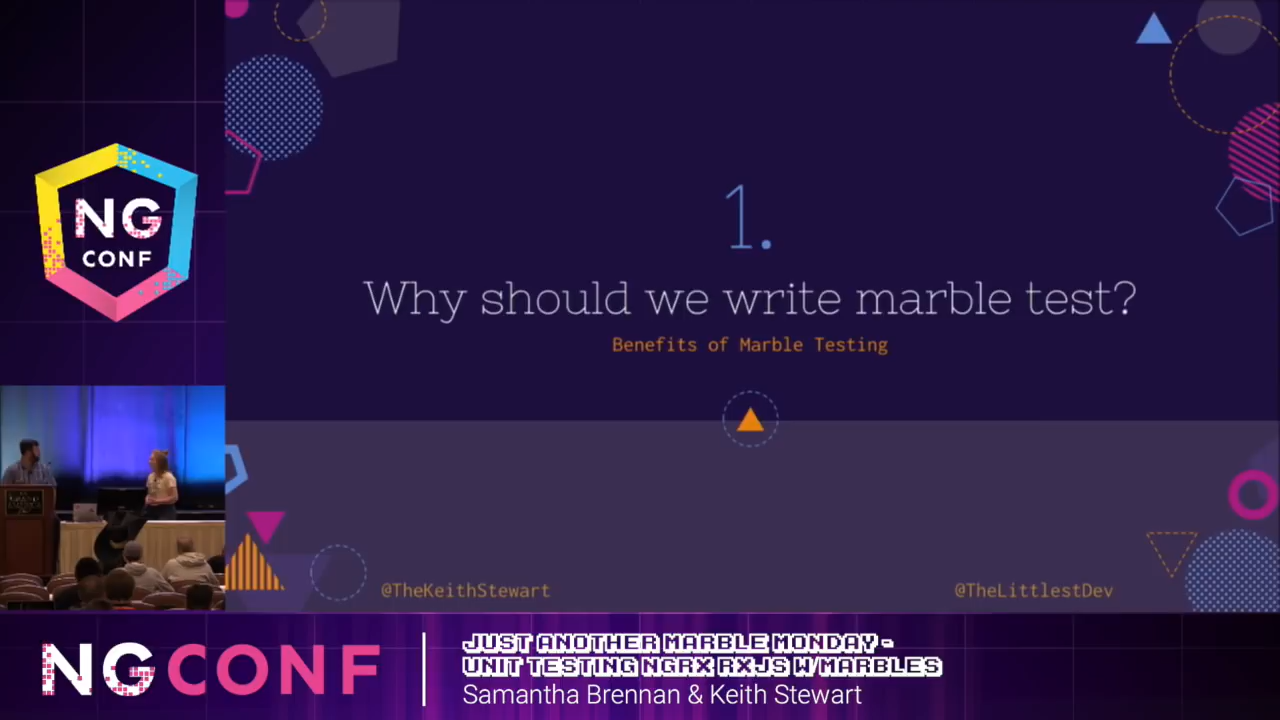 NG
CONF
1.
Why should we write marble test?
Benefits of Marble Testing
@TheKeithStewart
@TheLittlestDev
NGCONF
JUST ANOTHER MARBLE MONDAY -
UNIT TESTING NGRX RXJS W/MARBLES
Samantha Brennan & Keith Stewart